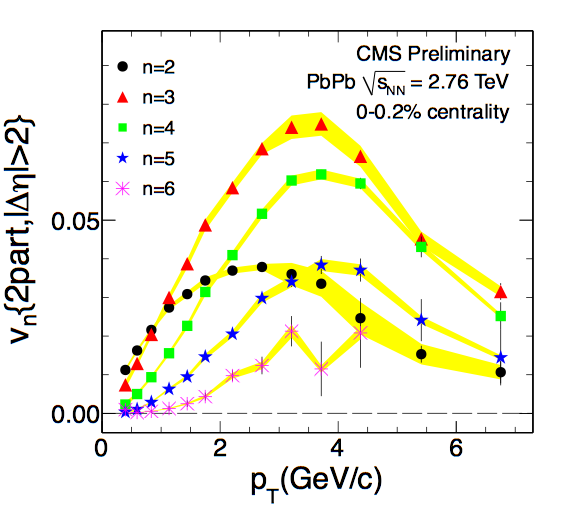 CMS Preliminary
PbPb √sNN = 2.76 TeV
0-0.2% centrality
n=2
n=3
n=4
n=5
n=6
vn{2part,|Δη|>2}
0.05
0.00
0 2 4 6
pT(GeV/c)